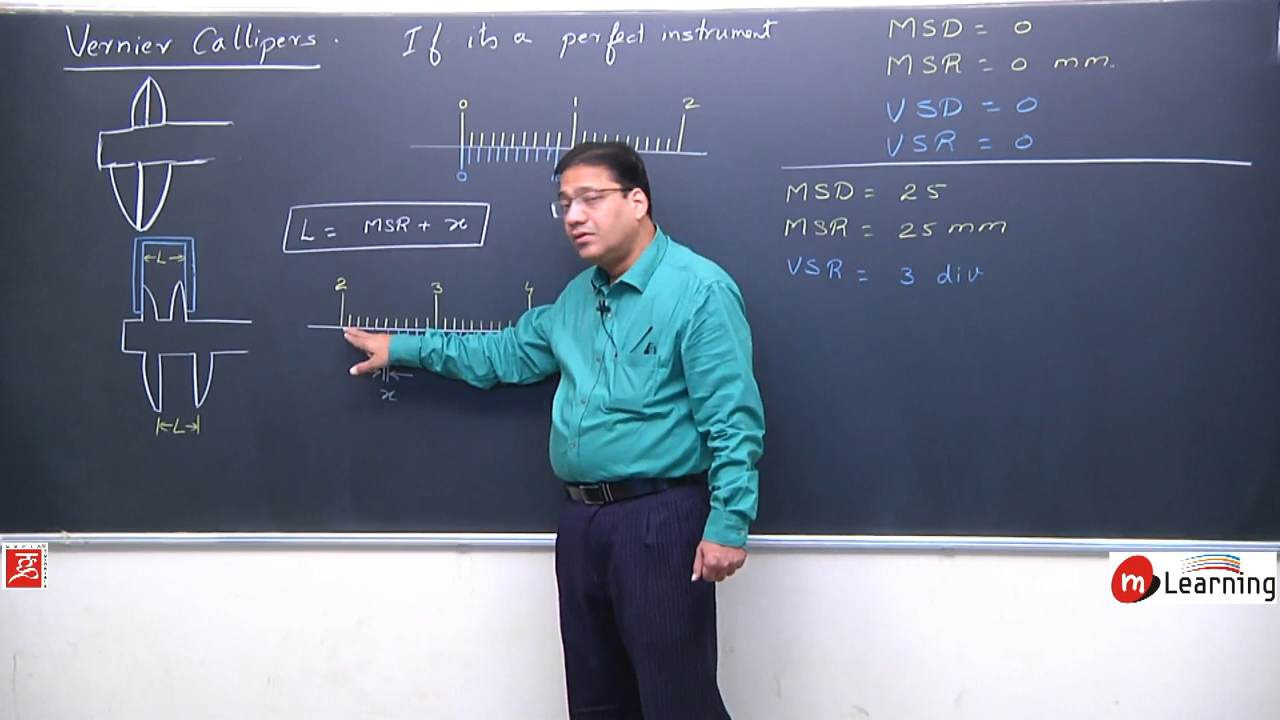 Vernier Callipers. If its a perfect instrument
MSD = 0
MSR = 0 mm.
VSD = 0
VSR = 0
0 1 2
0
L = MSR + x
MSD = 25
MSR = 25 mm
VSR = 3 div
L
2 3 4
x
L
m Learning